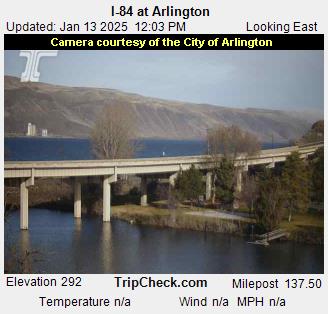 I-84 at Arlington
Updated: Jan 13 2025 12:03 PM Looking East
Camera courtesy of the City of Arlington
Elevation 292 TripCheck.com Milepost 137.50
Temperature n/a Wind n/a MPH n/a